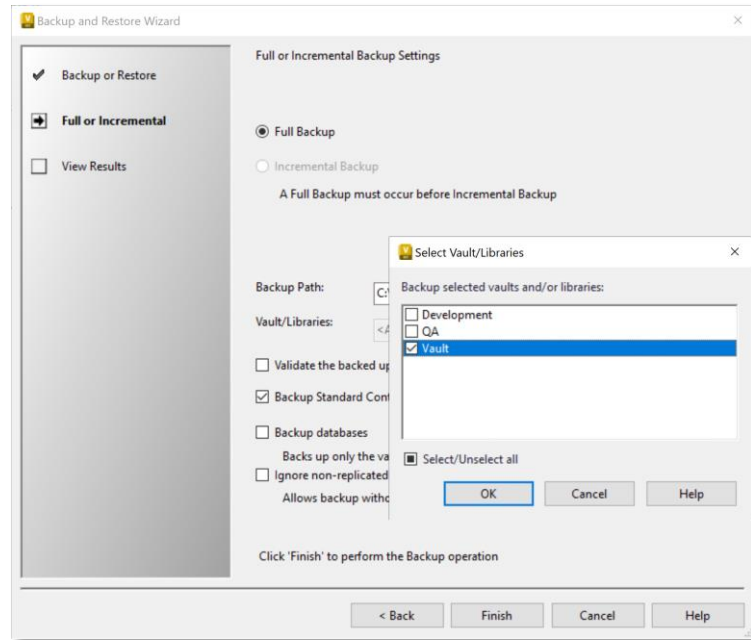 Backup and Restore Wizard
Backup or Restore
Full or Incremental
View Results
Full or Incremental Backup Settings
Full Backup
Incremental Backup
A Full Backup must occur before Incremental Backup
Backup Path:
C:\
Vault/Libraries:
Validate the backed up
Backup Standard
Backup databases
Backs up only the
Ignore non-replicated
Allows backup
Click 'Finish' to perform the Backup operation
< Back Finish Cancel Help
Select Vault/Libraries
Backup selected vaults and/or libraries:
Development
QA
Vault
Select/Unselect all
OK Cancel Help